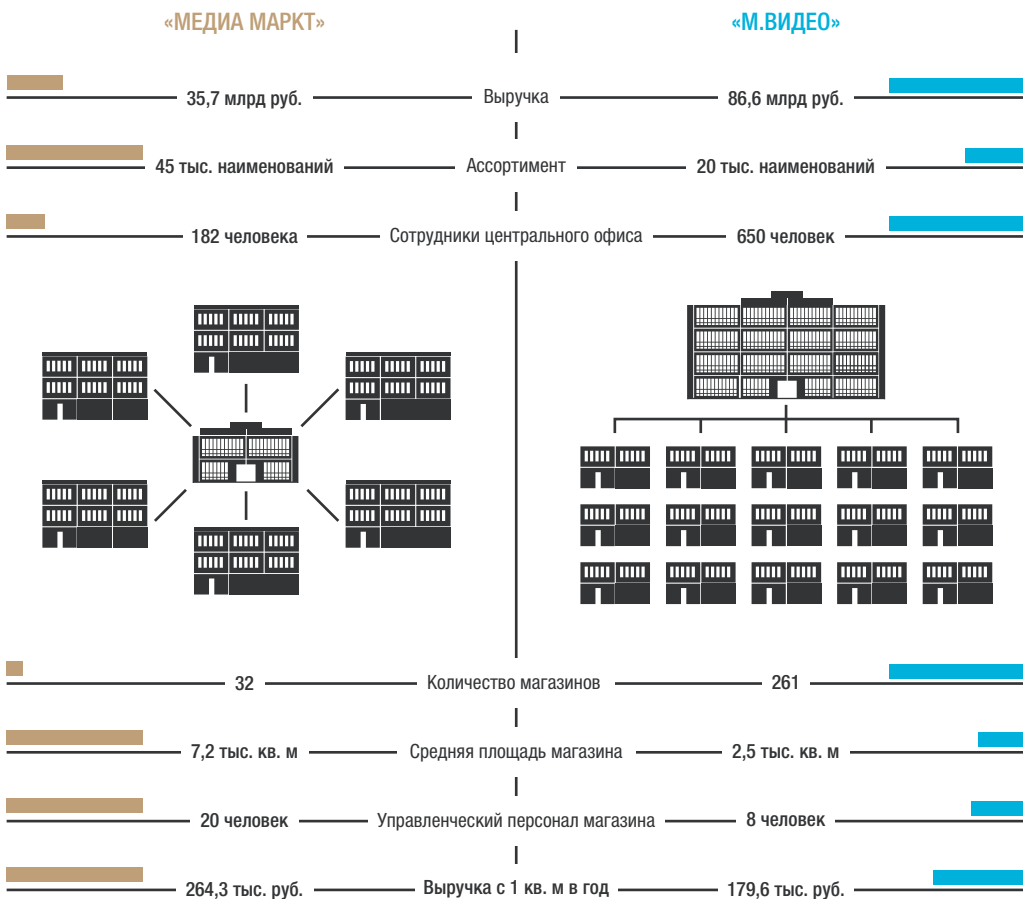 «МЕДИА МАРКТ» «М.ВИДЕО»
35,7 млрд руб. Выручка 86,6 млрд руб.
45 тыс. наименований Ассортимент 20 тыс. наименований
182 человека Сотрудники центрального офиса 650 человек
32 Количество магазинов 261
7,2 тыс. кв. м Средняя площадь магазина 2,5 тыс. кв. м
20 человек Управленческий персонал магазина 8 человек
264,3 тыс. руб. Выручка с 1 кв. м в год 179,6 тыс. руб.